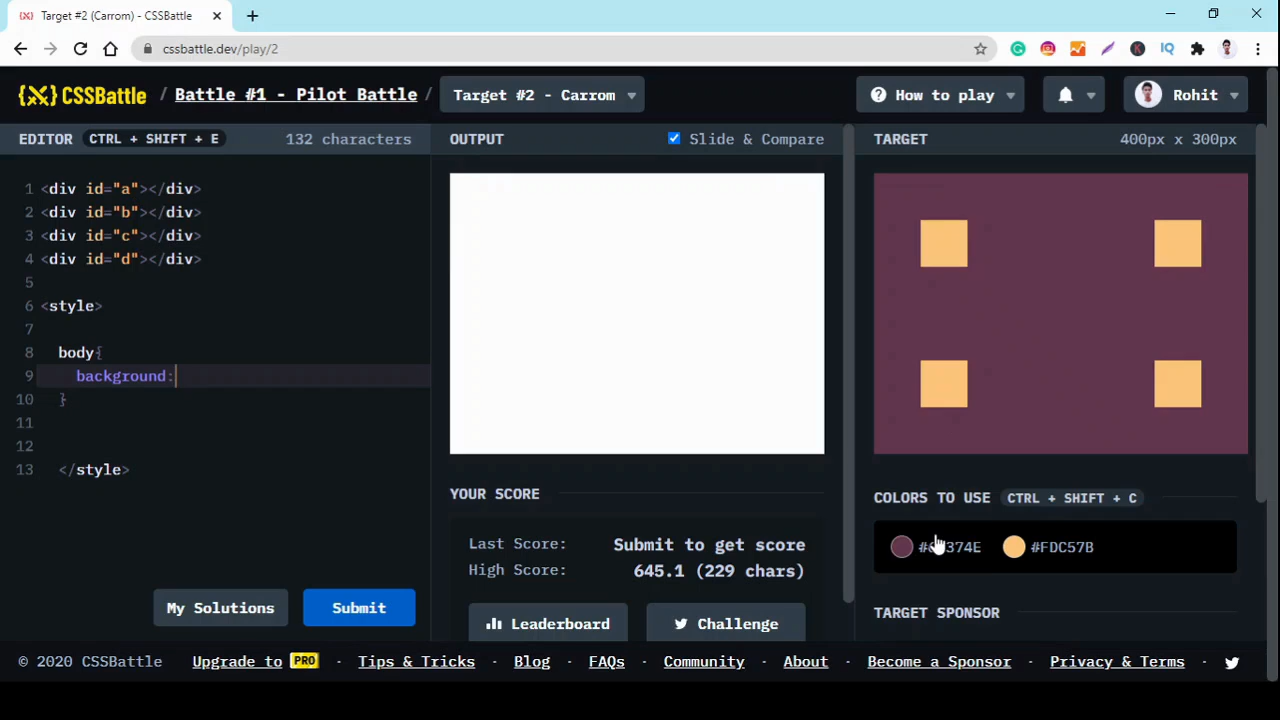 Target #2 (Carrom) - CSSBattle
cssbattle.dev/play/2
IQ
{X} CSSBattle / Battle #1 - Pilot Battle / Target #2 - Carrom
How to play
Rohit
EDITOR CTRL + SHIFT + E 132 characters
OUTPUT Slide & Compare
TARGET 400px x 300px
1 <div id="a"></div>
2 <div id="b"></div>
3 <div id="c"></div>
4 <div id="d"></div>
5
6 <style>
7
8 body{
9 background:
10 }
11
12
13 </style>
My Solutions Submit
YOUR SCORE
Last Score: Submit to get score
High Score: 645.1 (229 chars)
Leaderboard Challenge
COLORS TO USE CTRL + SHIFT + C
#FDC57B
TARGET SPONSOR
© 2020 CSSBattle Upgrade to PRO · Tips & Tricks · Blog · FAQs · Community · About · Become a Sponsor · Privacy & Terms ·